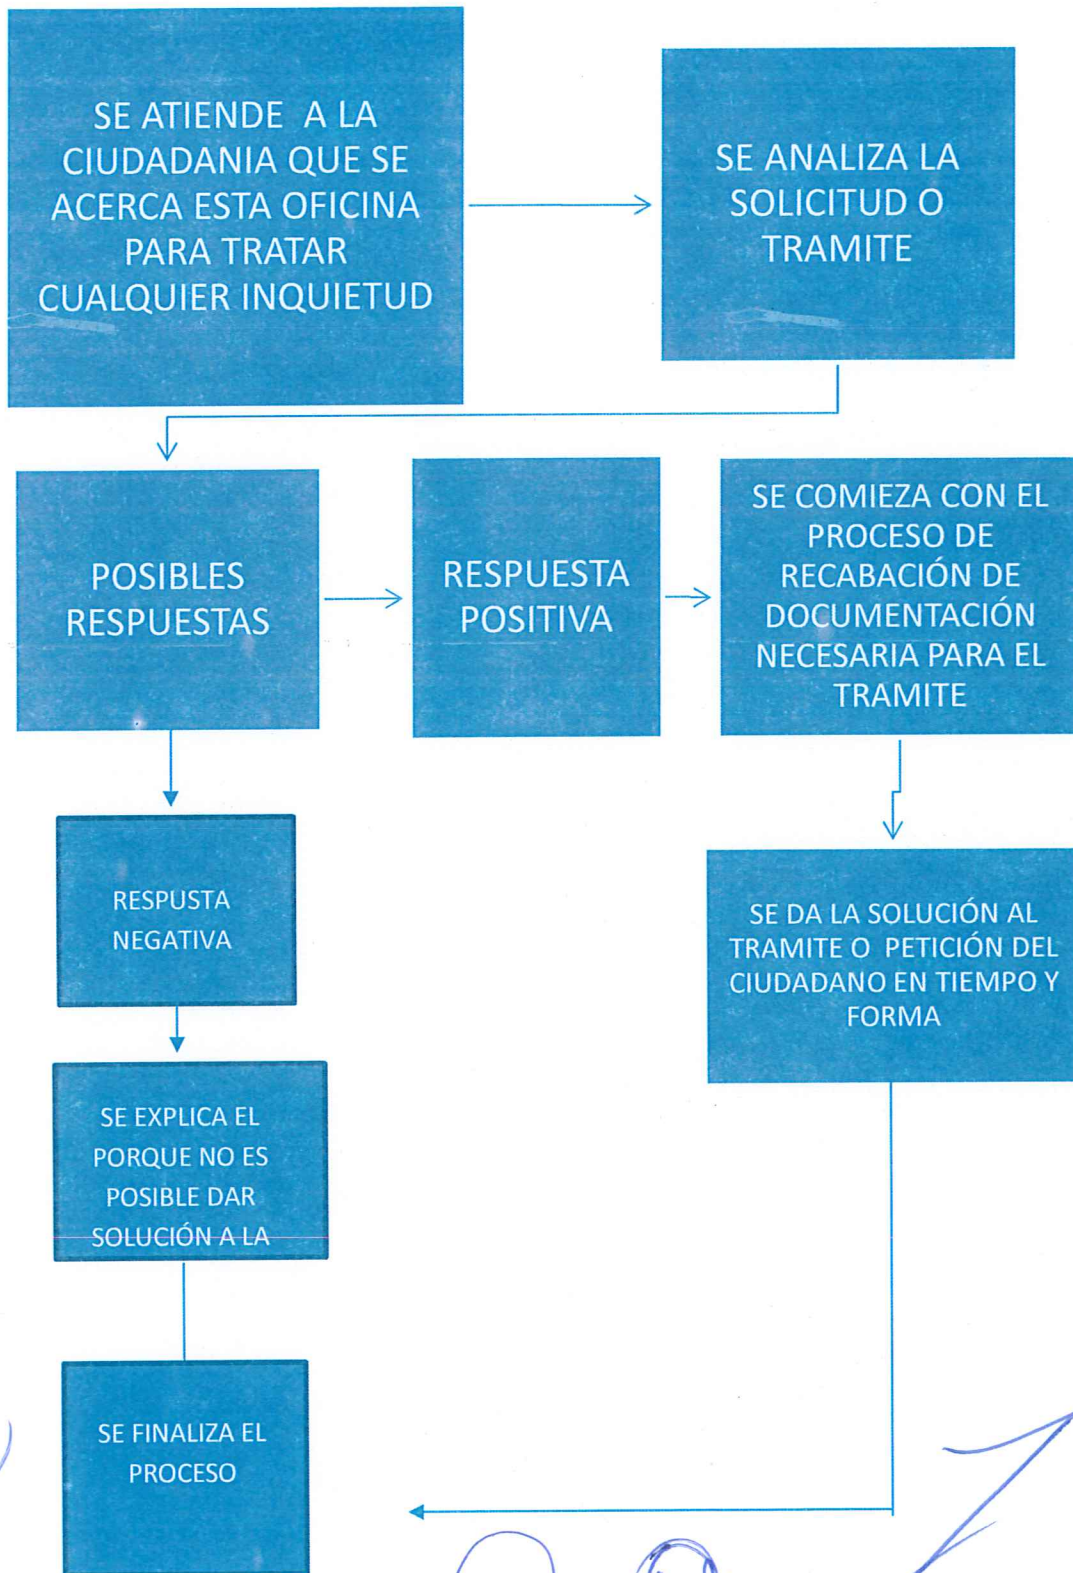 SE ATIENDE A LA
CIUDADANIA QUE SE
ACERCA ESTA OFICINA
PARA TRATAR
CUALQUIER INQUIETUD
SE ANALIZA LA
SOLICITUD O
TRAMITE
POSIBLES
RESPUESTAS
RESPUESTA
POSITIVA
SE COMIEZA CON EL
PROCESO DE
RECABACIÓN DE
DOCUMENTACIÓN
NECESARIA PARA EL
TRAMITE
RESPUSTA
NEGATIVA
SE DA LA SOLUCIÓN AL
TRAMITE O PETICIÓN DEL
CIUDADANO EN TIEMPO Y
FORMA
SE EXPLICA EL
PORQUE NO ES
POSIBLE DAR
SOLUCIÓN A LA
SE FINALIZA EL
PROCESO